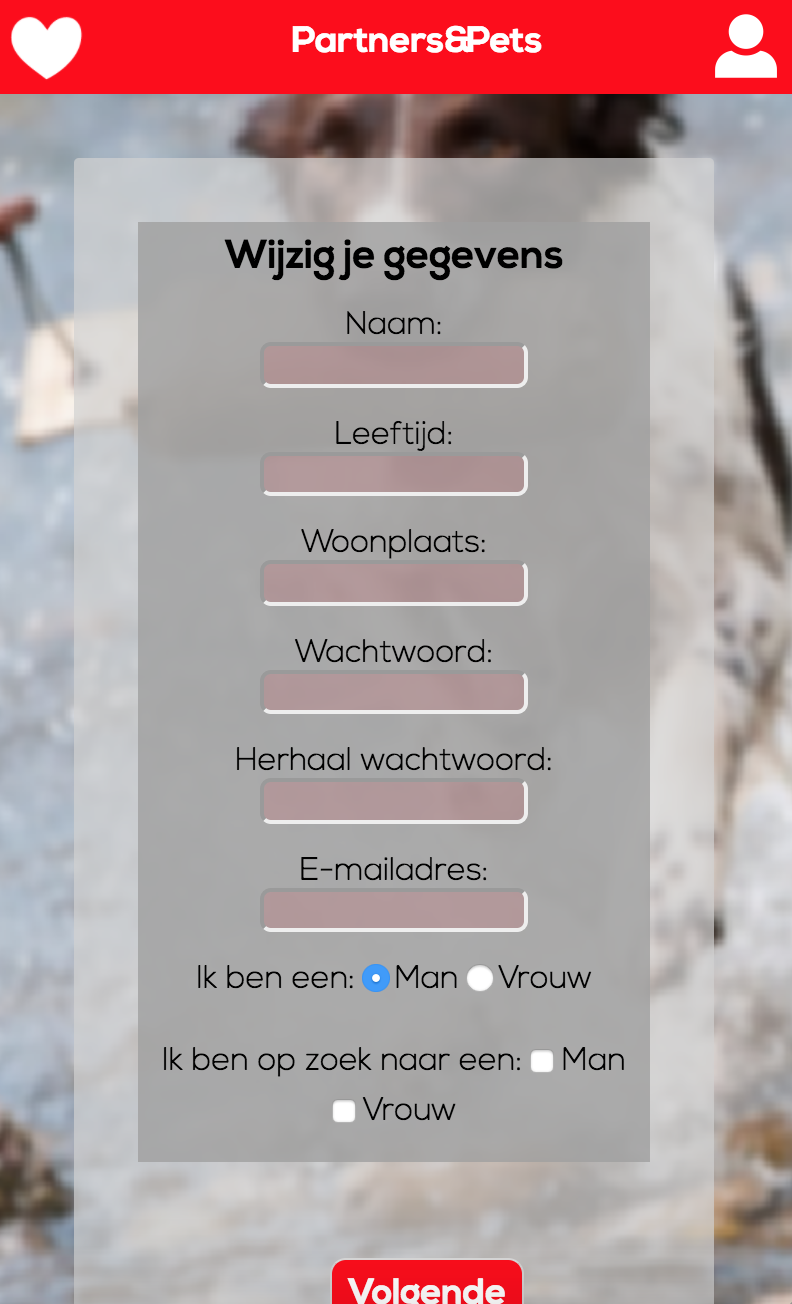 Partners&Pets
Wijzig je gegevens
Naam:
Leeftijd:
Woonplaats:
Wachtwoord:
Herhaal wachtwoord:
E-mailadres:
Ik ben een: Man Vrouw
Ik ben op zoek naar een: Man
Vrouw
Volgende